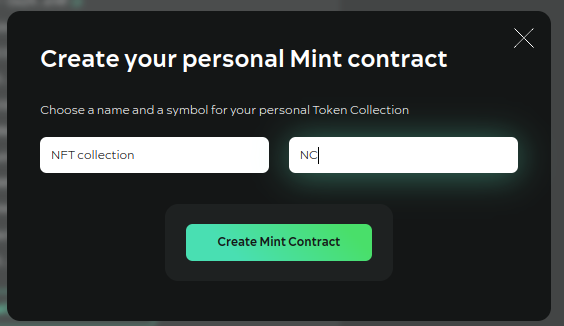 Create your personal Mint contract
Choose a name and a symbol for your personal Token Collection
NFT collection
NC
Create Mint Contract